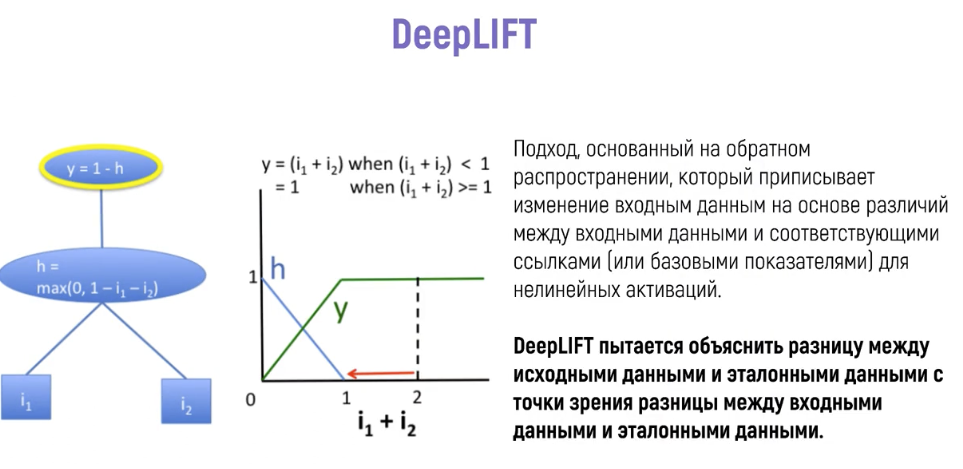 DeepLIFT
y = 1 - h
h =
max(0, 1 – i₁ – i₂)
i₁
i₂
y = (i₁ + i₂) when (i₁ + i₂) < 1
= 1 when (i₁ + i₂) >= 1
1
h
y
0
1
2
i₁ + i₂
Подход, основанный на обратном
распространении, который приписывает
изменение входным данным на основе различий
между входными данными и соответствующими
ссылками (или базовыми показателями) для
нелинейных активаций.
DeepLIFT пытается объяснить разницу между
исходными данными и эталонными данными с
точки зрения разницы между входными
данными и эталонными данными.